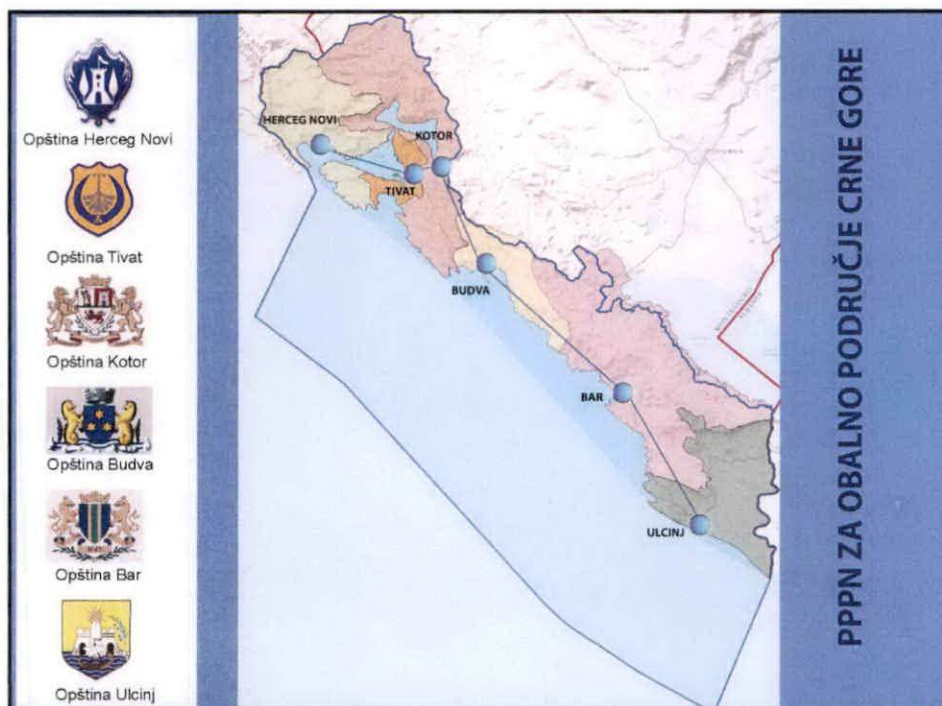 Opština Herceg Novi
Opština Tivat
Opština Kotor
Opština Budva
Opština Bar
Opština Ulcinj
HERCEG NOVI
KOTOR
TIVAT
BUDVA
BAR
ULCINJ
PPPN ZA OBALNO PODRUČJE CRNE GORE